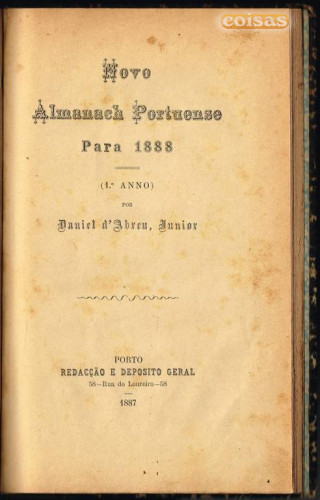 coisas
Novo
Almanach Portuense
Para 1888
(1.º ANNO)
POR
Daniel d'Abreu, Junior
PORTO
REDACÇÃO E DEPOSITO GERAL
58—Rua do Loureiro—58
1887